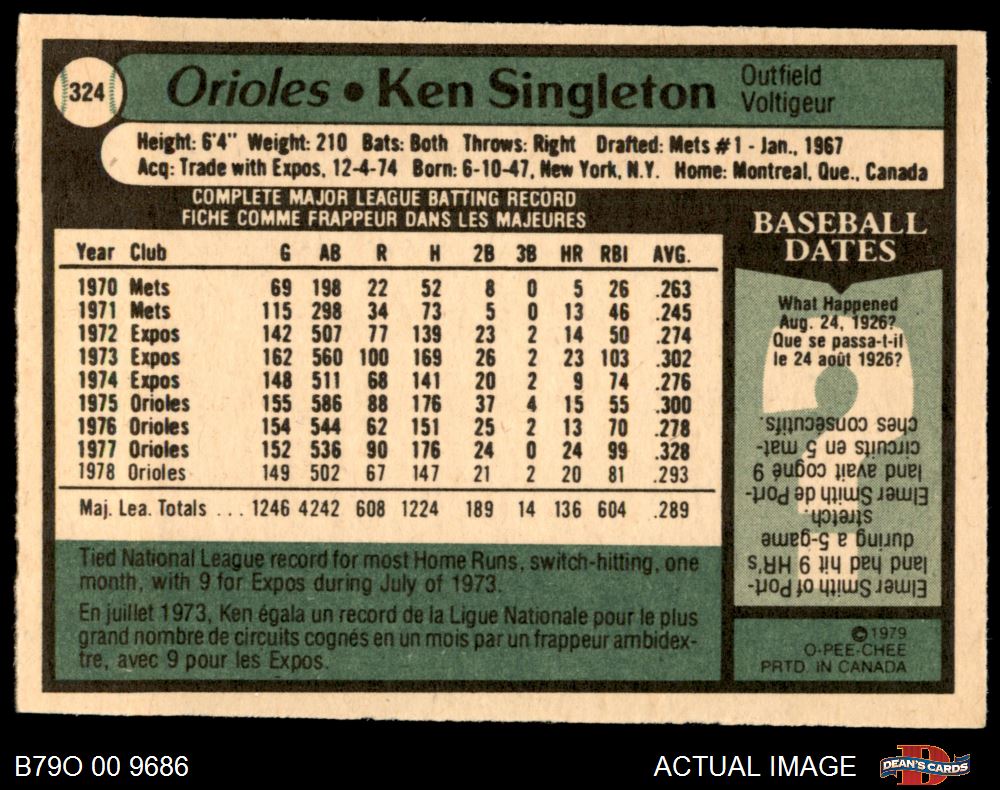 324
Orioles • Ken Singleton
Outfield
Voltigeur
Height: 6'4" Weight: 210 Bats: Both Throws: Right Drafted: Mets #1 - Jan., 1967
Acq: Trade with Expos, 12-4-74 Born: 6-10-47, New York, N.Y. Home: Montreal, Que., Canada
COMPLETE MAJOR LEAGUE BATTING RECORD
FICHE COMME FRAPPEUR DANS LES MAJEURES
Year Club G AB R H 2B 3B HR RBI AVG.
1970 Mets 69 198 22 52 8 0 5 26 .263
1971 Mets 115 298 34 73 5 0 13 46 .245
1972 Expos 142 507 77 139 23 2 14 50 .274
1973 Expos 162 560 100 169 26 2 23 103 .302
1974 Expos 148 511 68 141 20 2 9 74 .276
1975 Orioles 155 586 88 176 37 4 15 55 .300
1976 Orioles 154 544 62 151 25 2 13 70 .278
1977 Orioles 152 536 90 176 24 0 24 99 .328
1978 Orioles 149 502 67 147 21 2 20 81 .293
Maj. Lea. Totals ... 1246 4242 608 1224 189 14 136 604 .289
Tied National League record for most Home Runs, switch-hitting, one
month, with 9 for Expos during July of 1973.
En juillet 1973, Ken égala un record de la Ligue Nationale pour le plus
grand nombre de circuits cognés en un mois par un frappeur ambidex-
tre, avec 9 pour les Expos.
BASEBALL
DATES
What Happened
Aug. 24, 1926?
Que se passa-t-il
le 24 août 1926?
Elmer Smith of Port-
land had hit 9 HR's
during a 5-game
stretch.
Elmer Smith de Port-
land avait cogné 9
circuits en 5 mat-
ches consécutifs.
©1979
O-PEE-CHEE
PRTD. IN CANADA
B79O 00 9686
ACTUAL IMAGE
D
DEAN'S CARDS